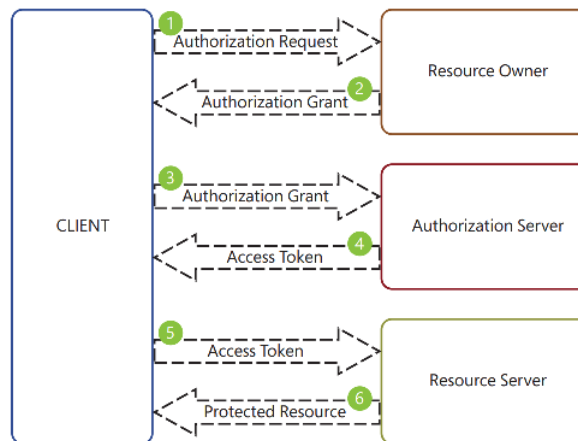 1
Authorization Request
Resource Owner
2
Authorization Grant
3
Authorization Grant
CLIENT
Authorization Server
4
Access Token
5
Access Token
Resource Server
6
Protected Resource